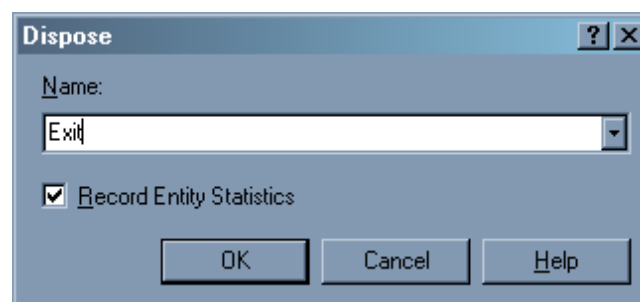 Dispose ? X
Name:
Exit
Record Entity Statistics
OK Cancel Help